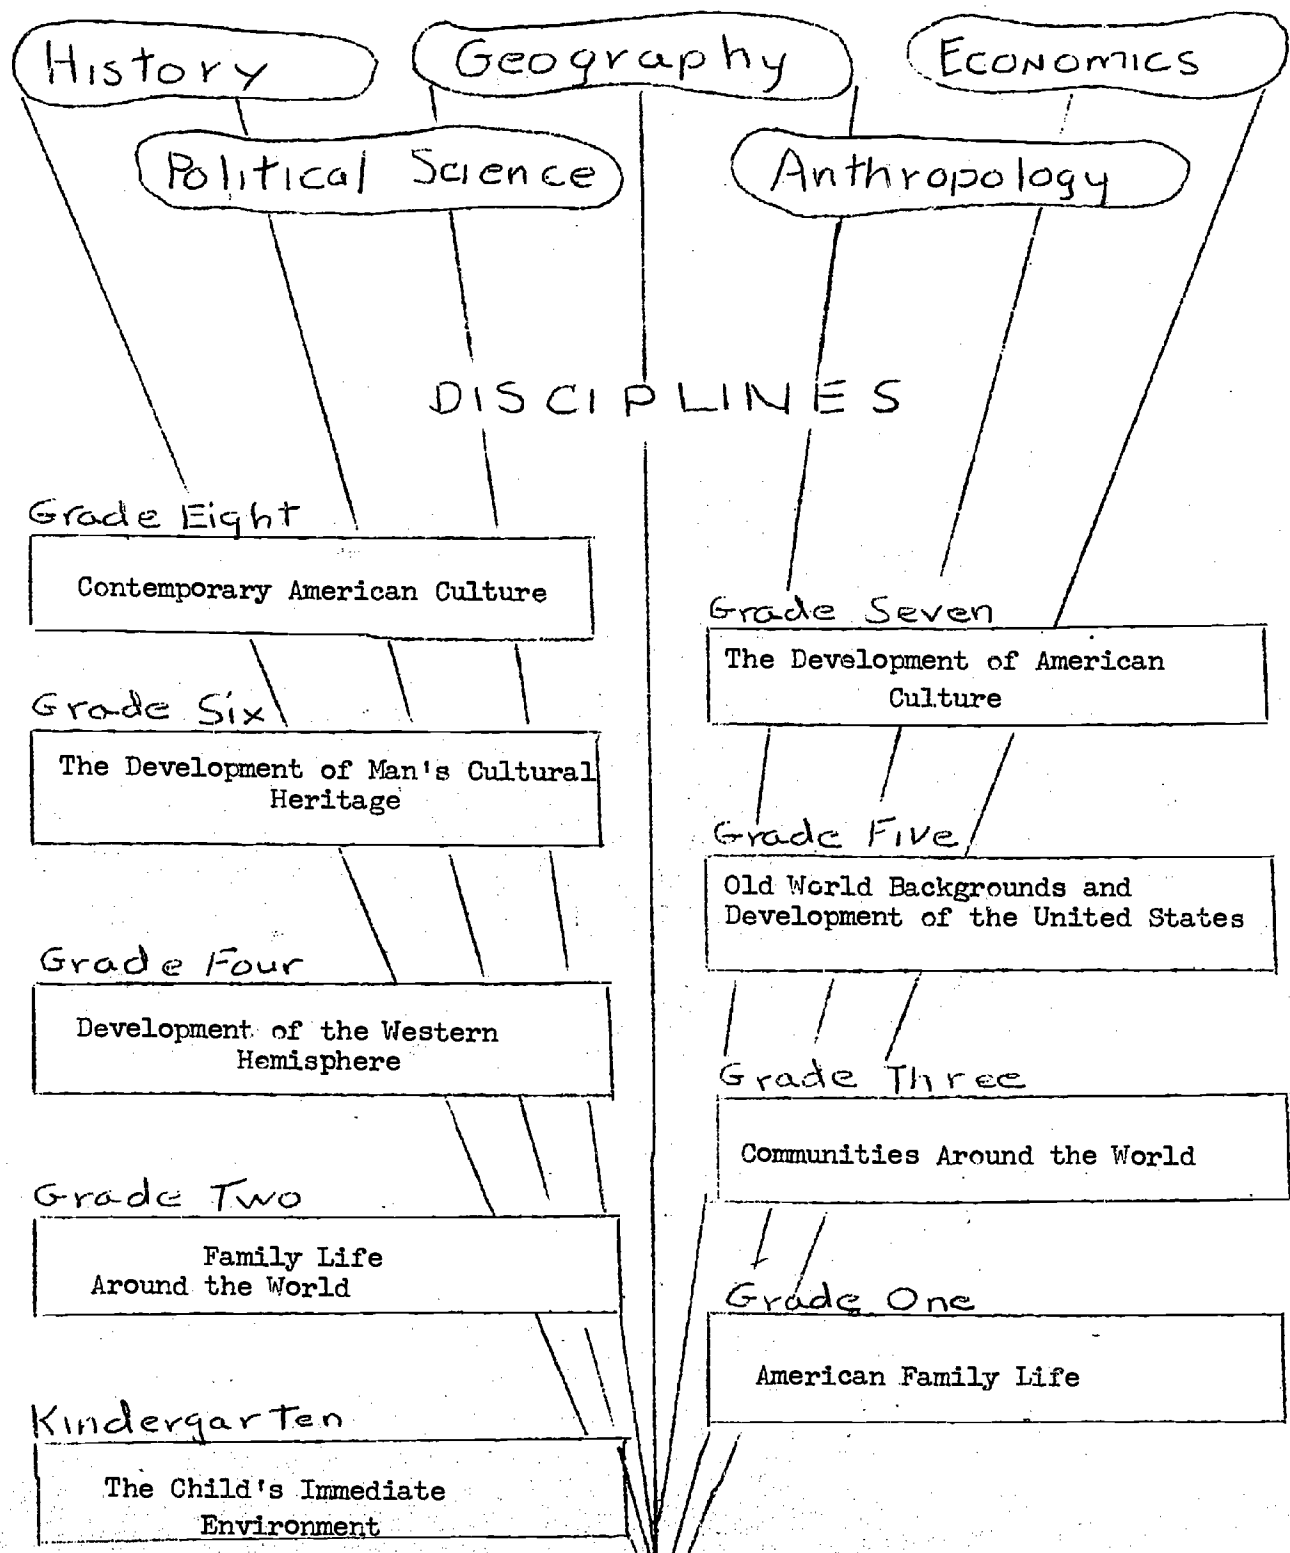 History
Geography
Economics
Political Science
Anthropology
DISCIPLINES
Grade Eight
Contemporary American Culture
Grade Seven
The Development of American
Culture
Grade Six
The Development of Man's Cultural
Heritage
Grade Five
Old World Backgrounds and
Development of the United States
Grade Four
Development of the Western
Hemisphere
Grade Three
Communities Around the World
Grade Two
Family Life
Around the World
Grade One
American Family Life
Kindergarten
The Child's Immediate
Environment